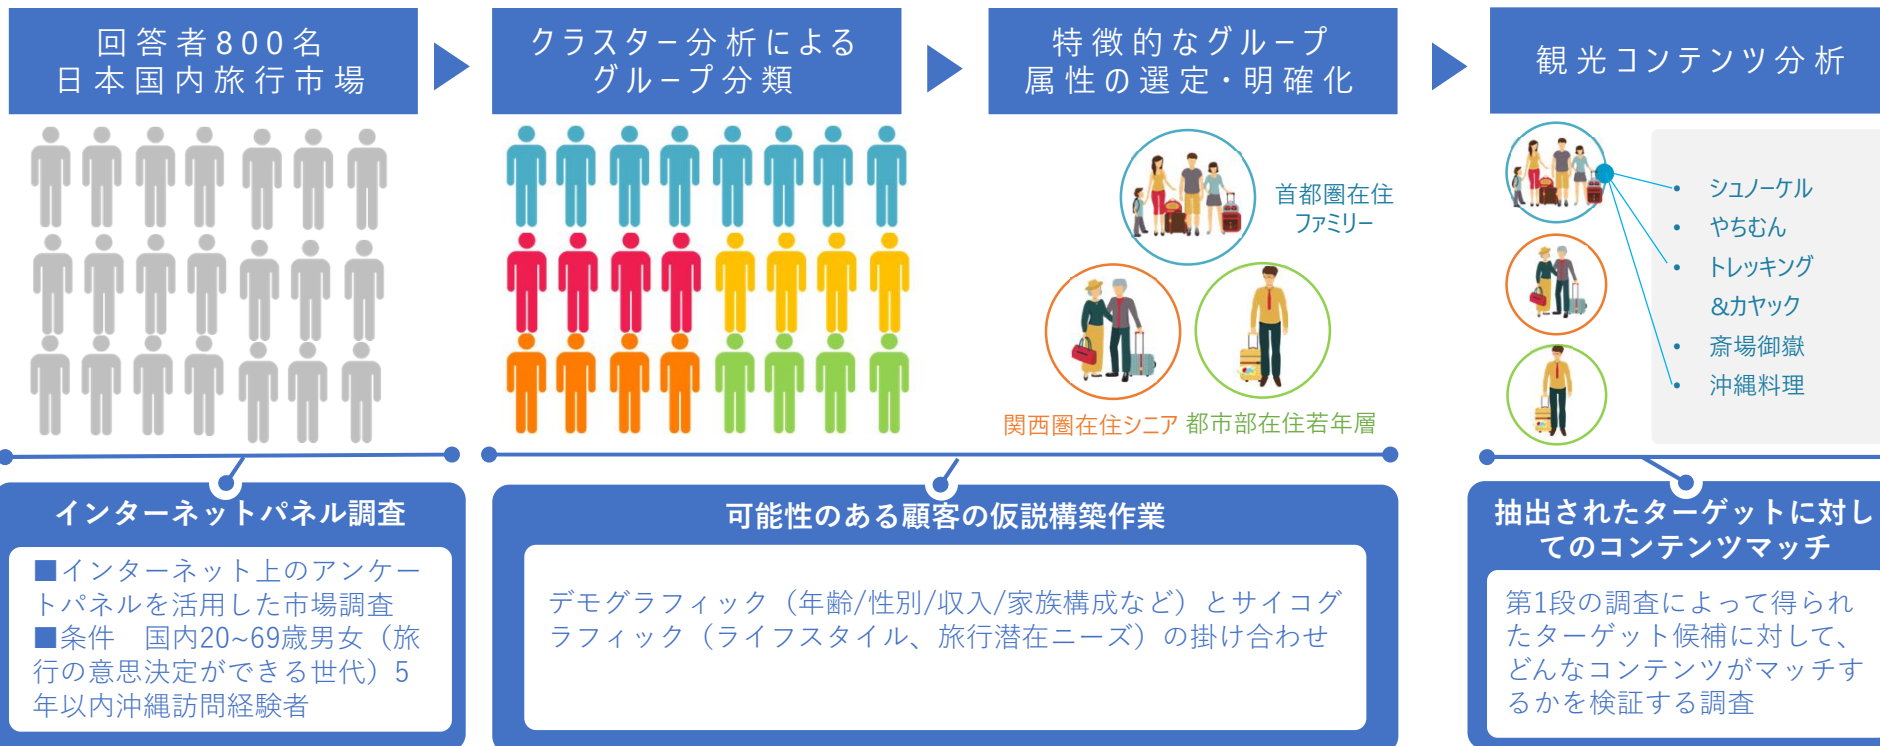 回答者800名
日本国内旅行市場
クラスター分析による
グループ分類
特徴的なグループ
属性の選定・明確化
観光コンテンツ分析
首都圏在住
ファミリー
関西圏在住シニア
都市部在住若年層
• シュノーケル
• やちむん
• トレッキング
&カヤック
• 斎場御嶽
• 沖縄料理
インターネットパネル調査
■インターネット上のアンケー
トパネルを活用した市場調査
■条件　国内20~69歳男女（旅
行の意思決定ができる世代）5
年以内沖縄訪問経験者
可能性のある顧客の仮説構築作業
デモグラフィック（年齢/性別/収入/家族構成など）とサイコグ
ラフィック（ライフスタイル、旅行潜在ニーズ）の掛け合わせ
抽出されたターゲットに対し
てのコンテンツマッチ
第1段の調査によって得られ
たターゲット候補に対して、
どんなコンテンツがマッチす
るかを検証する調査